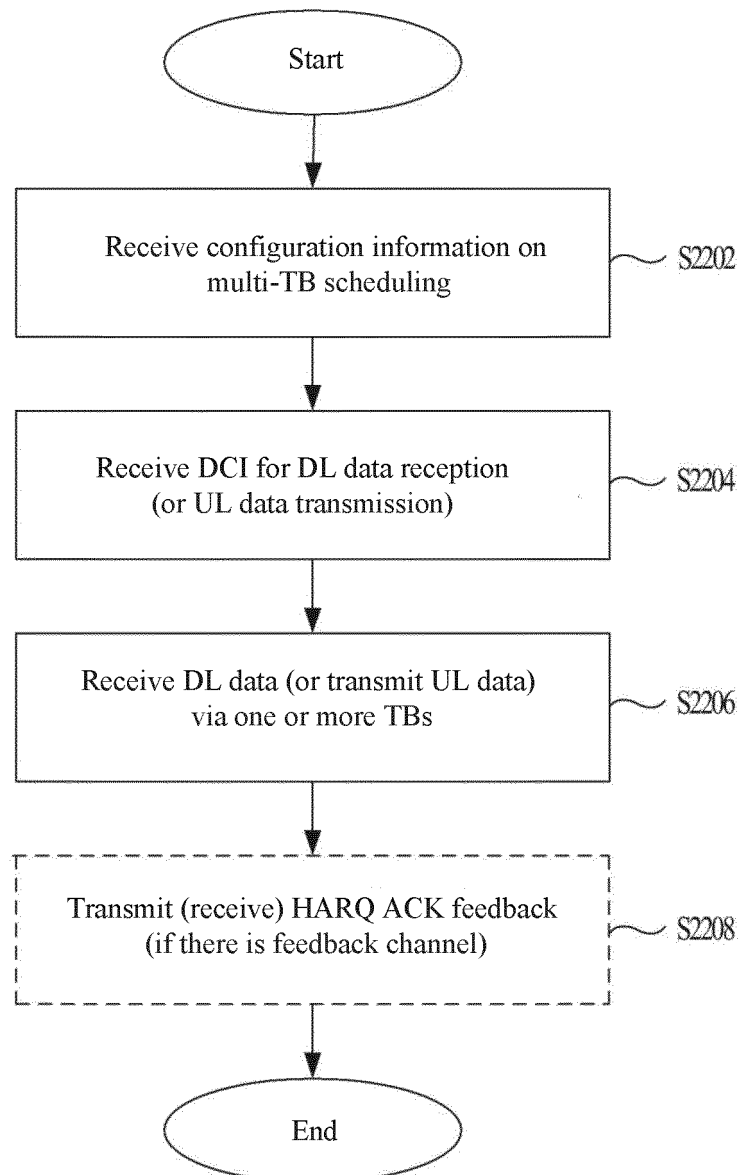 Start
Receive configuration information on
multi-TB scheduling
S2202
Receive DCI for DL data reception
(or UL data transmission)
S2204
Receive DL data (or transmit UL data)
via one or more TBs
S2206
Transmit (receive) HARQ ACK feedback
(if there is feedback channel)
S2208
End